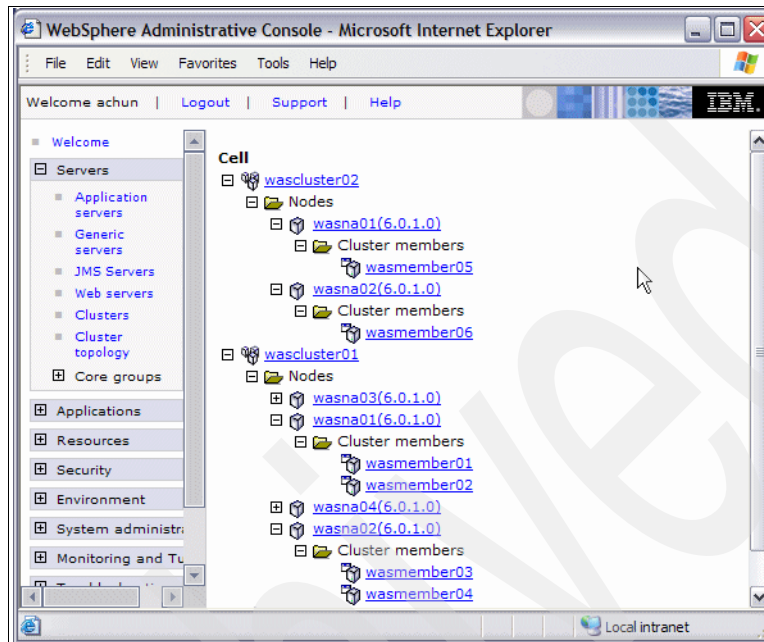 WebSphere Administrative Console - Microsoft Internet Explorer
File Edit View Favorites Tools Help
Welcome achun | Logout | Support | Help
IBM.
Welcome
Servers
Application
servers
Generic
servers
JMS Servers
Web servers
Clusters
Cluster
topology
Core groups
Applications
Resources
Security
Environment
System administr
Monitoring and Tu
Cell
wascluster02
Nodes
wasna01(6.0.1.0)
Cluster members
wasmember05
wasna02(6.0.1.0)
Cluster members
wasmember06
wascluster01
Nodes
wasna03(6.0.1.0)
wasna01(6.0.1.0)
Cluster members
wasmember01
wasmember02
wasna04(6.0.1.0)
wasna02(6.0.1.0)
Cluster members
wasmember03
wasmember04
Local intranet